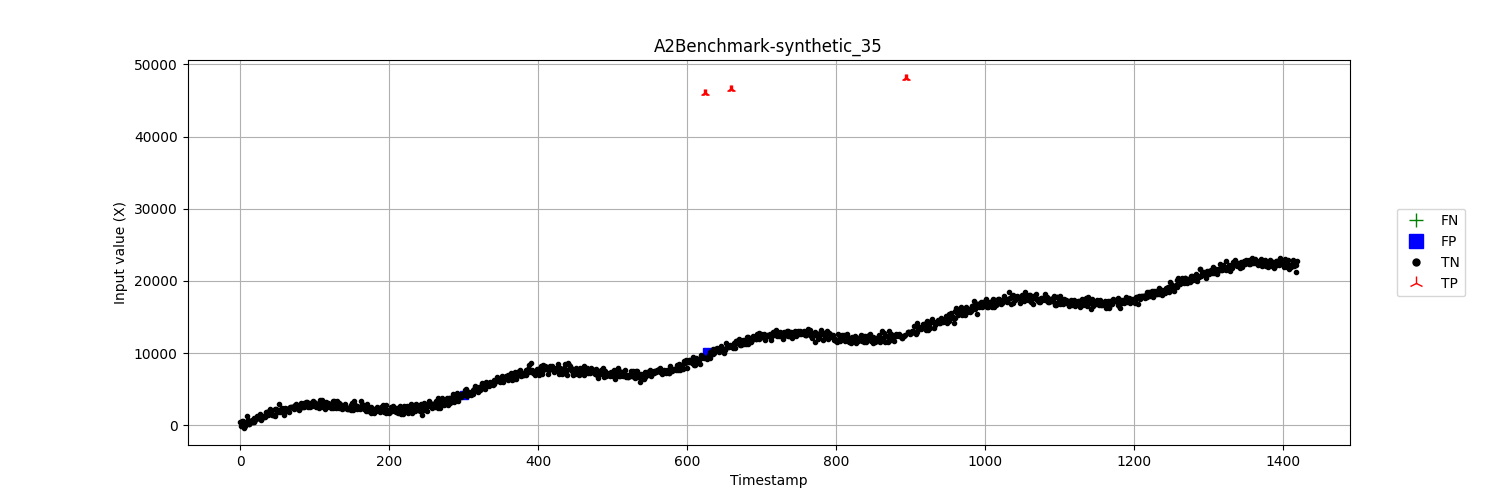 A2Benchmark-synthetic_35
50000
40000
30000
20000
10000
0
Input value (X)
0 200 400 600 800 1000 1200 1400
Timestamp
FN
FP
TN
TP